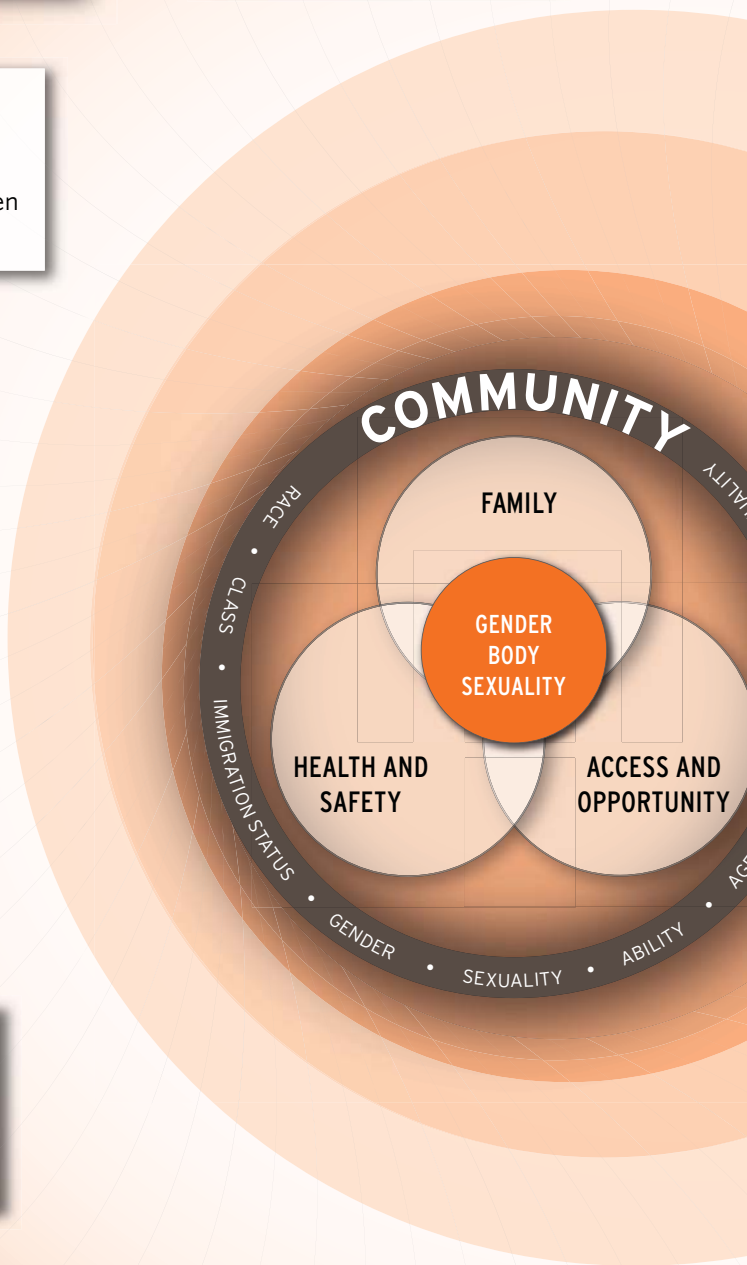 en
COMMUNITY
FAMILY
GENDER
BODY
SEXUALITY
HEALTH AND
SAFETY
ACCESS AND
OPPORTUNITY
RACE • CLASS • IMMIGRATION STATUS • GENDER • SEXUALITY • ABILITY •